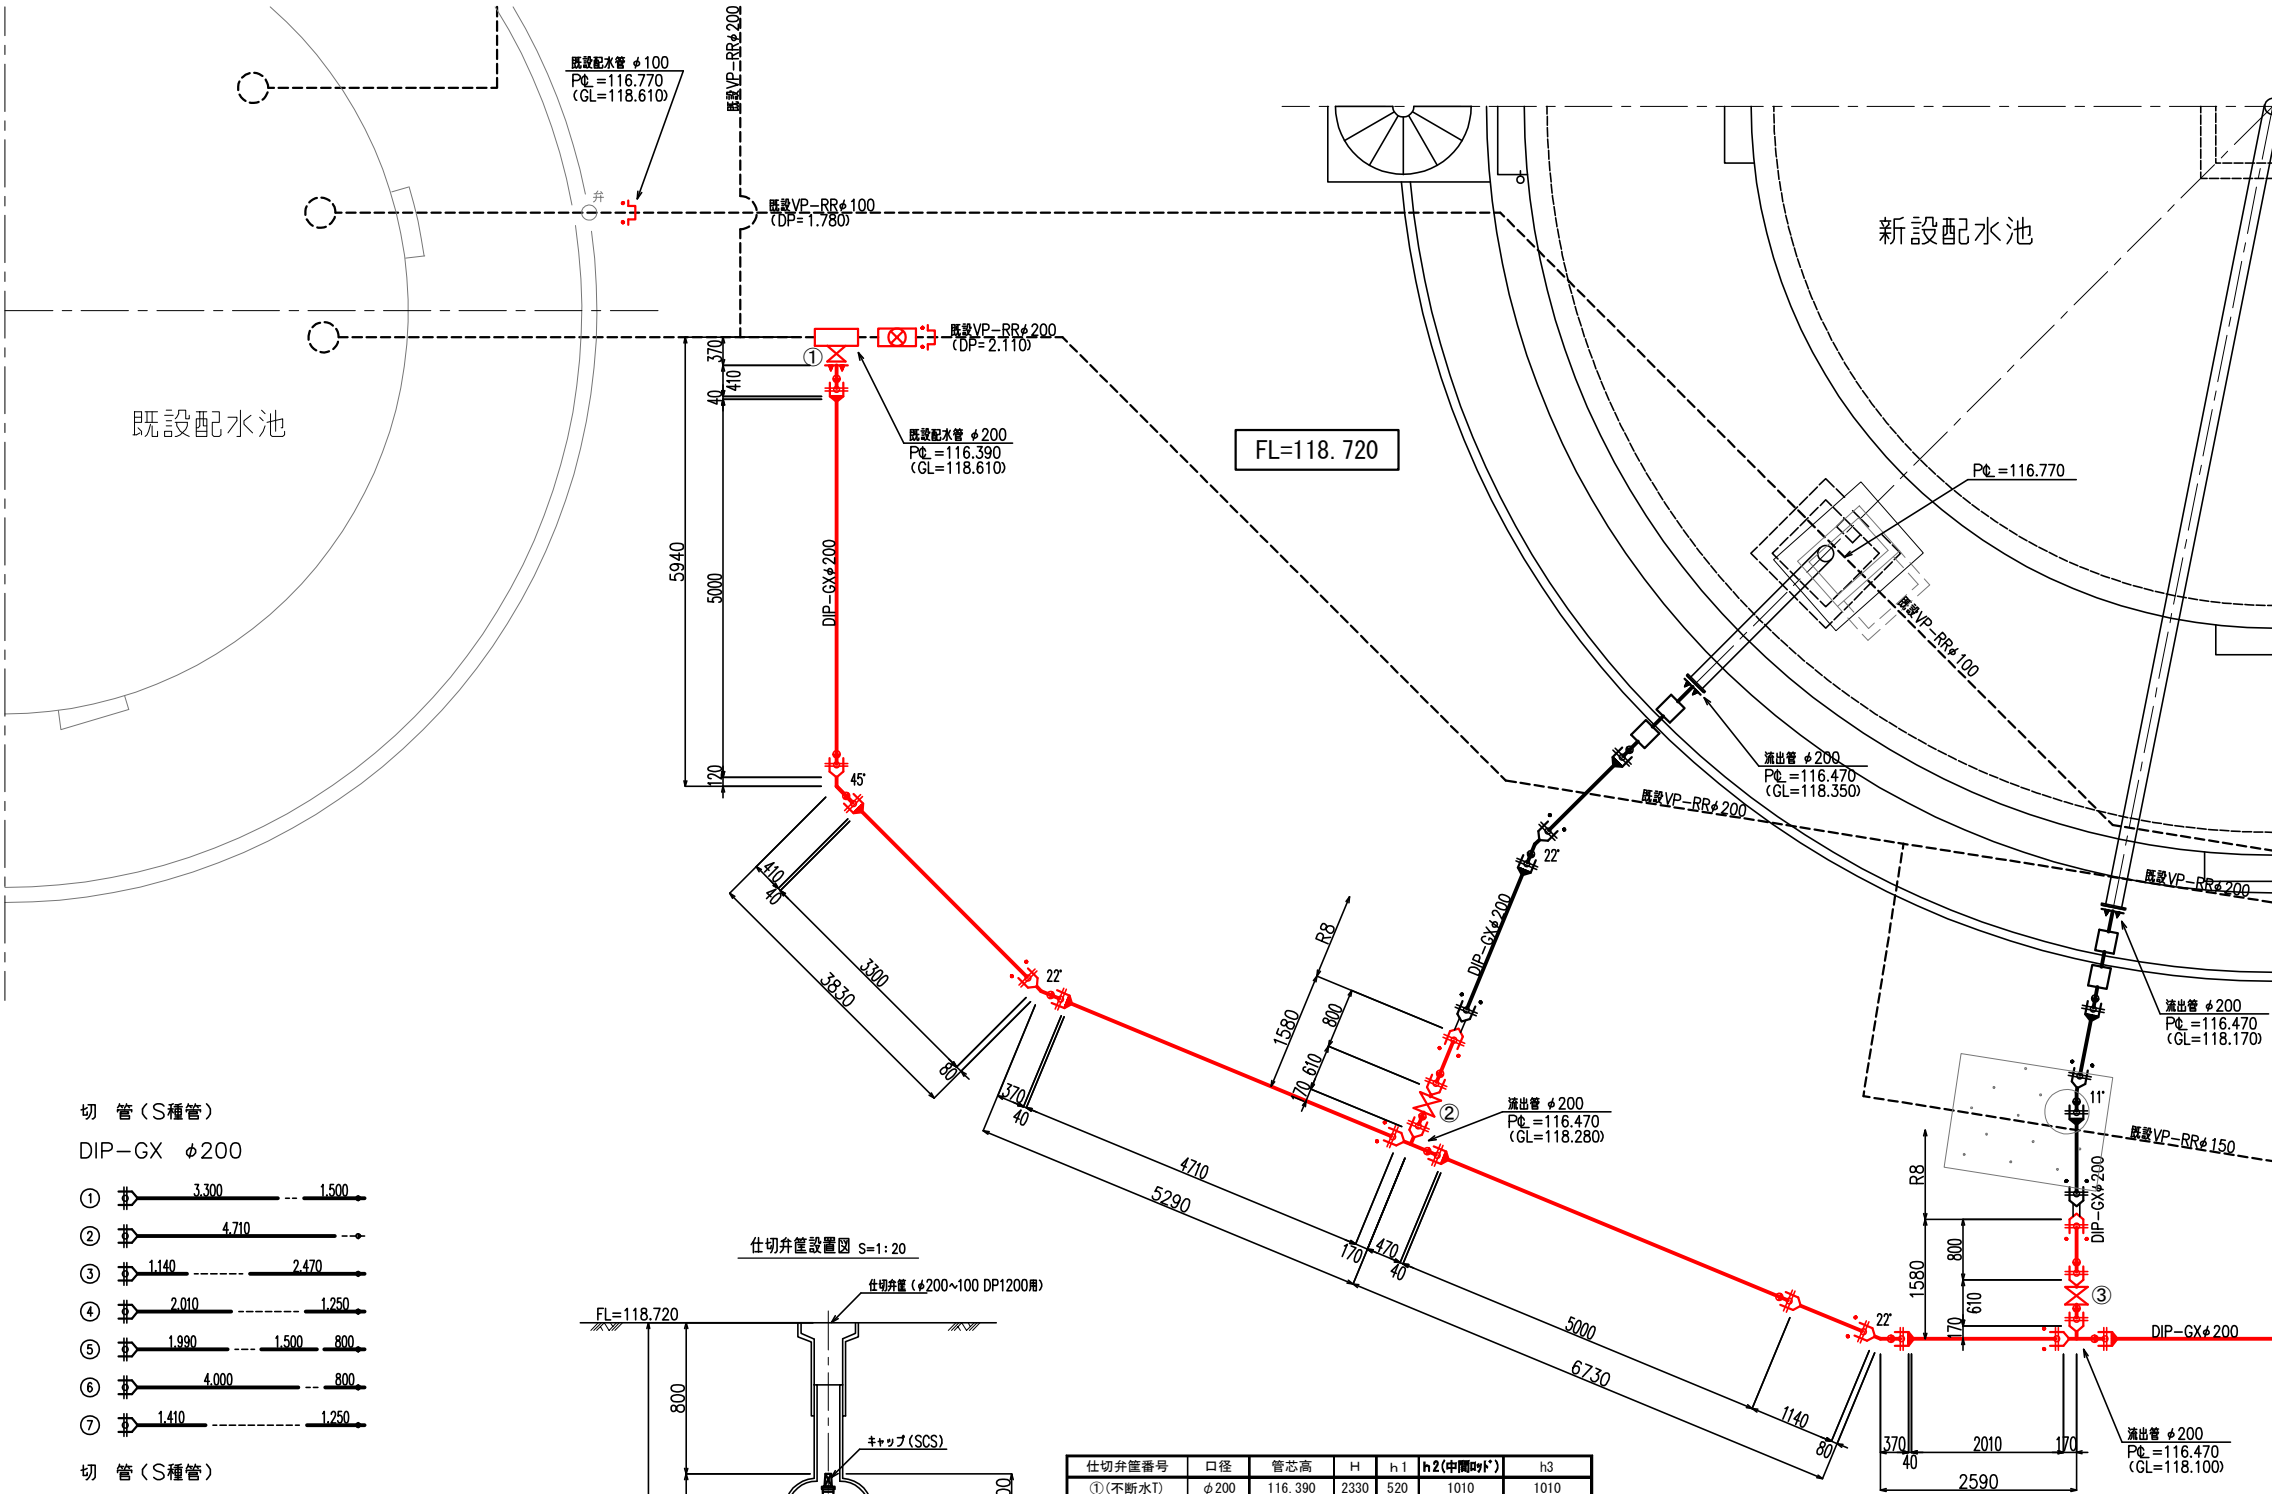 既設配水管 φ100
PCL=116.770
(GL=118.610)
既設VP-RRφ200
弁
既設VP-RRφ100
(DP=1.780)
新設配水池
既設配水池
①
370
410
40
既設VP-RRφ200
(DP=2.110)
既設配水管 φ200
PCL=116.390
(GL=118.610)
FL=118.720
PCL=116.770
5940
5000
DIP-GXφ200
120
45°
既設VP-RRφ100
流出管 φ200
PCL=116.470
(GL=118.350)
既設VP-RRφ200
既設VP-RRφ200
22°
410
40
3300
3830
80
22°
DIP-GXφ200
R8
1580
800
610
170
②
流出管 φ200
PCL=116.470
(GL=118.280)
流出管 φ200
PCL=116.470
(GL=118.170)
11°
既設VP-RRφ150
DIP-GXφ200
R8
1580
800
610
170
③
DIP-GXφ200
370
40
4710
5290
170
470
40
5000
6730
1140
80
22°
370
40
2010
170
2590
流出管 φ200
PCL=116.470
(GL=118.100)
切 管(S種管)
DIP-GX φ200
① 3.300 1.500
② 4.710
③ 1.140 2.470
④ 2.010 1.250
⑤ 1.990 1.500 800
⑥ 4.000 800
⑦ 1.410 1.250
切 管(S種管)
仕切弁筐設置図 S=1:20
仕切弁筐(φ200~100 DP1200用)
FL=118.720
800
キャップ(SCS)
仕切弁筐番号 口径 管芯高 H h1 h2(中間ロッド) h3
①(不断水T) φ200 116.390 2330 520 1010 1010